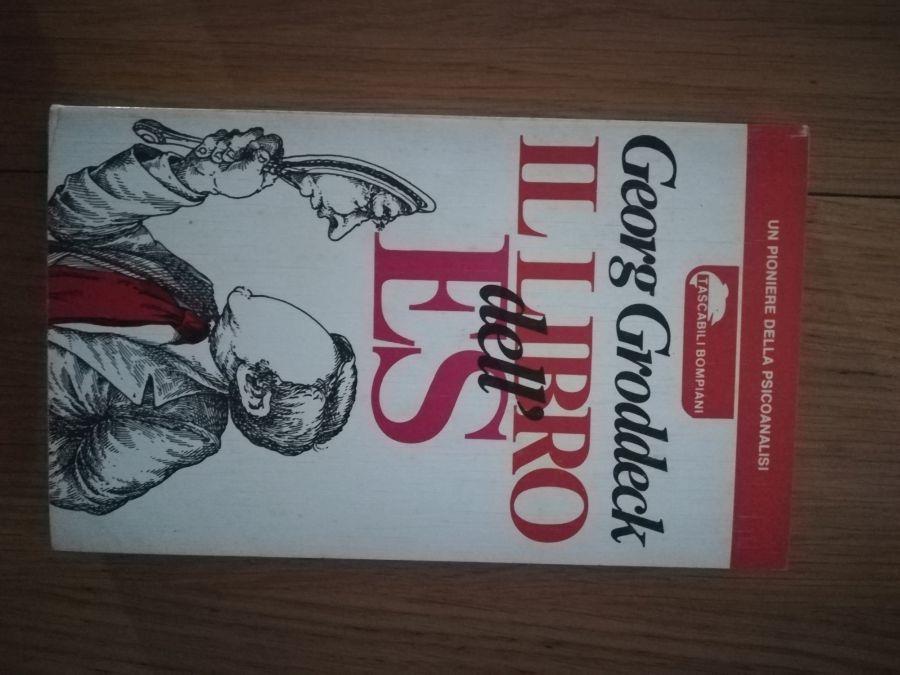 UN PIONIERE DELLA PSICOANALISI
I TASCABILI BOMPIANI
Georg Groddeck
IL LIBRO
dell'
ES